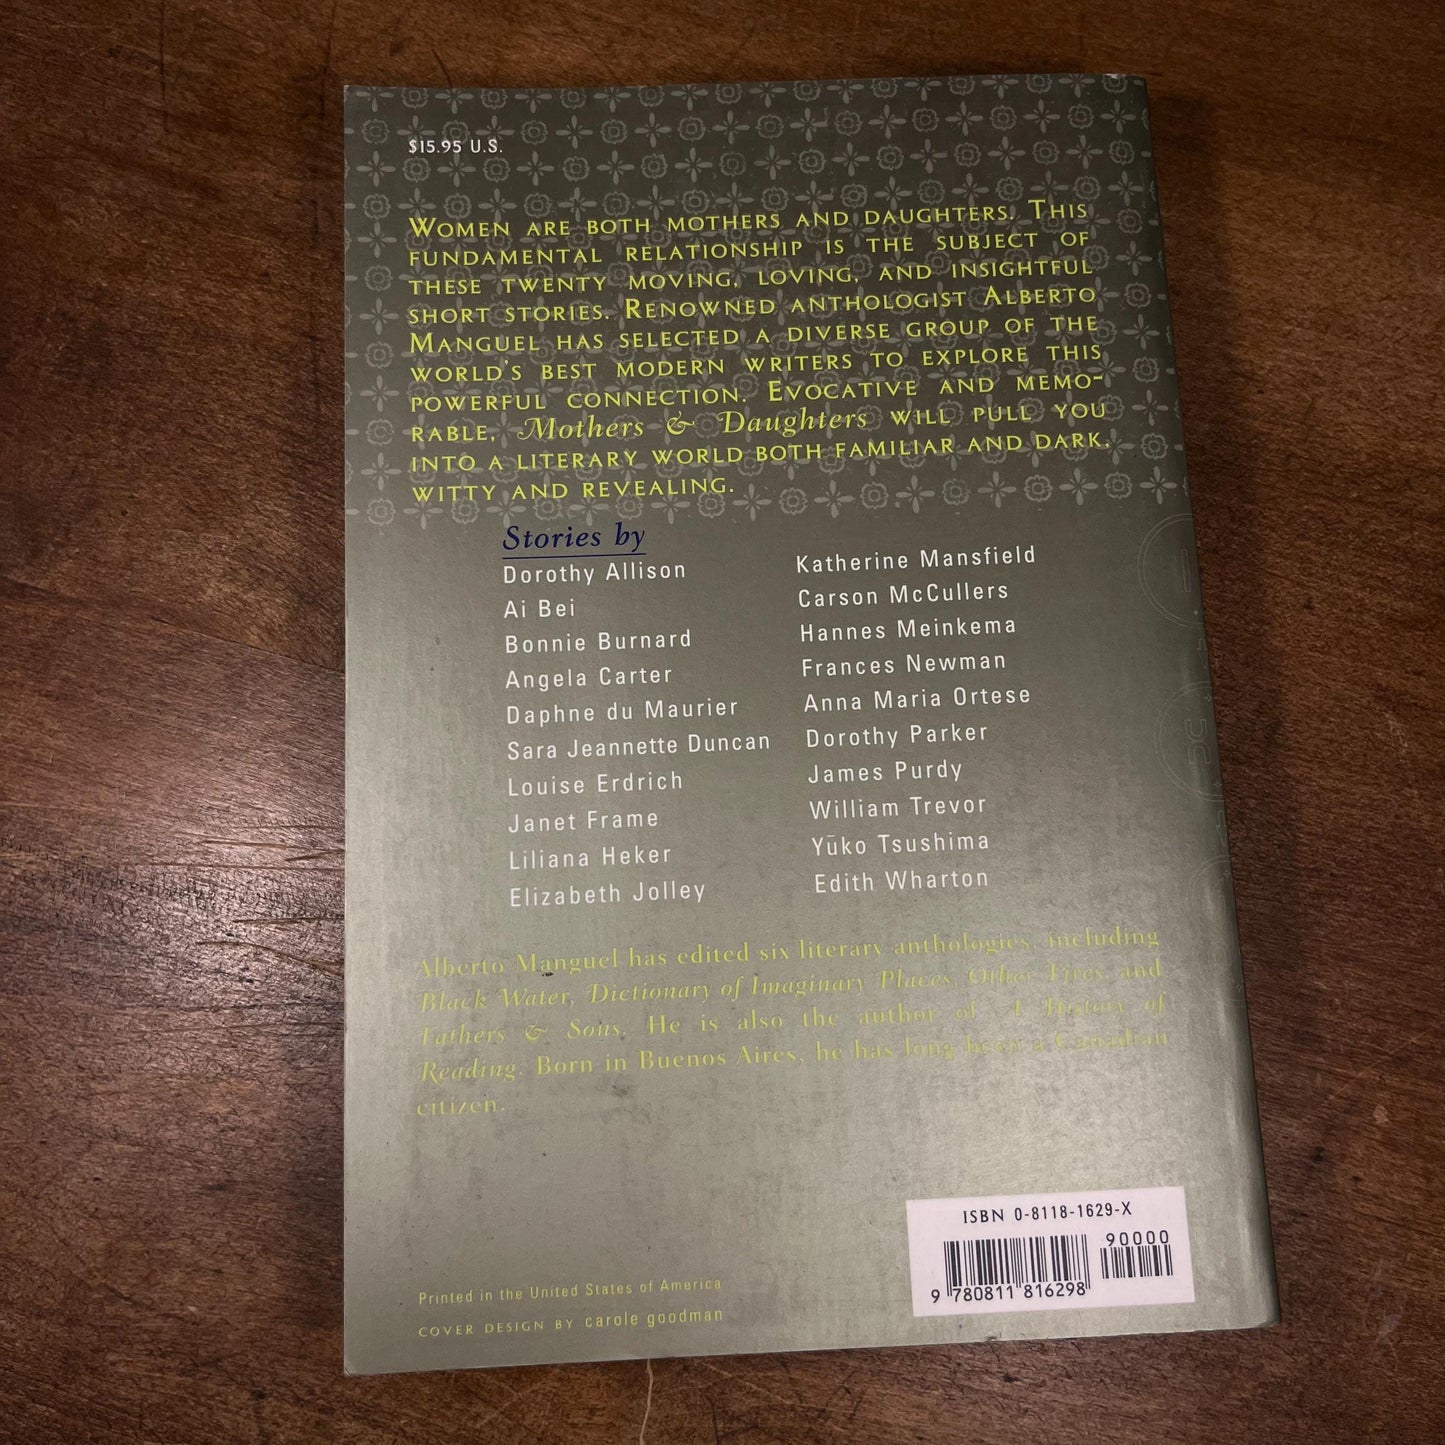 $15.95 U.S.
Women are both mothers and daughters. This
fundamental relationship is the subject of
these twenty moving, loving, and insightful
short stories. Renowned anthologist Alberto
Manguel has selected a diverse group of the
world's best modern writers to explore this
powerful connection. Evocative and memo-
rable, Mothers & Daughters will pull you
into a literary world both familiar and dark,
witty and revealing.
Stories by
Dorothy Allison
Ai Bei
Bonnie Burnard
Angela Carter
Daphne du Maurier
Sara Jeannette Duncan
Louise Erdrich
Janet Frame
Liliana Heker
Elizabeth Jolley
Katherine Mansfield
Carson McCullers
Hannes Meinkema
Frances Newman
Anna Maria Ortese
Dorothy Parker
James Purdy
William Trevor
Yūko Tsushima
Edith Wharton
Alberto Manguel has edited six literary anthologies, including
Black Water, Dictionary of Imaginary Places, Other Fires, and
Fathers & Sons. He is also the author of A History of
Reading. Born in Buenos Aires, he has long been a Canadian
citizen.
Printed in the United States of America
cover design by carole goodman
ISBN 0-8118-1629-X
90000
9 780811 816298